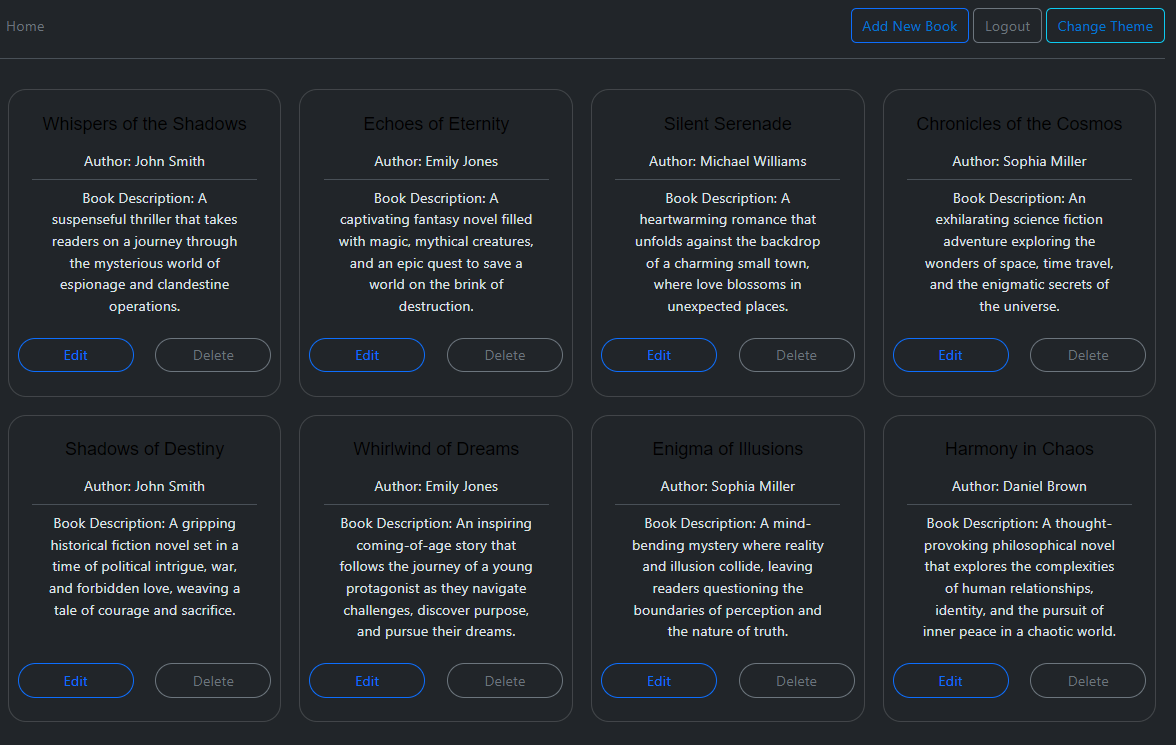 Home
Add New Book
Logout
Change Theme
Whispers of the Shadows
Author: John Smith
Book Description: A
suspenseful thriller that takes
readers on a journey through
the mysterious world of
espionage and clandestine
operations.
Edit
Delete
Echoes of Eternity
Author: Emily Jones
Book Description: A
captivating fantasy novel filled
with magic, mythical creatures,
and an epic quest to save a
world on the brink of
destruction.
Edit
Delete
Silent Serenade
Author: Michael Williams
Book Description: A
heartwarming romance that
unfolds against the backdrop
of a charming small town,
where love blossoms in
unexpected places.
Edit
Delete
Chronicles of the Cosmos
Author: Sophia Miller
Book Description: An
exhilarating science fiction
adventure exploring the
wonders of space, time travel,
and the enigmatic secrets of
the universe.
Edit
Delete
Shadows of Destiny
Author: John Smith
Book Description: A gripping
historical fiction novel set in a
time of political intrigue, war,
and forbidden love, weaving a
tale of courage and sacrifice.
Edit
Delete
Whirlwind of Dreams
Author: Emily Jones
Book Description: An inspiring
coming-of-age story that
follows the journey of a young
protagonist as they navigate
challenges, discover purpose,
and pursue their dreams.
Edit
Delete
Enigma of Illusions
Author: Sophia Miller
Book Description: A mind-
bending mystery where reality
and illusion collide, leaving
readers questioning the
boundaries of perception and
the nature of truth.
Edit
Delete
Harmony in Chaos
Author: Daniel Brown
Book Description: A thought-
provoking philosophical novel
that explores the complexities
of human relationships,
identity, and the pursuit of
inner peace in a chaotic world.
Edit
Delete